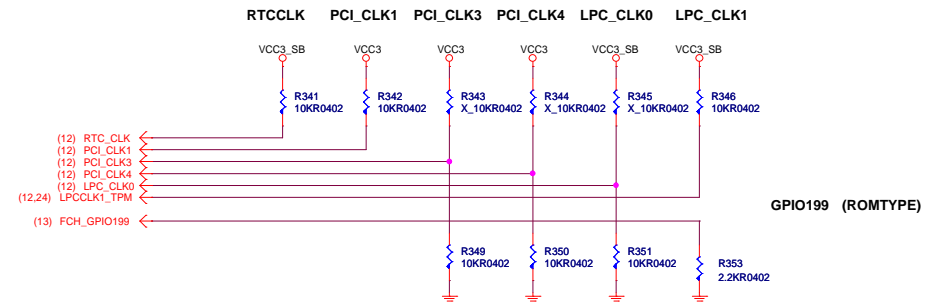 RTCCLK PCI_CLK1 PCI_CLK3 PCI_CLK4 LPC_CLK0 LPC_CLK1
VCC3_SB VCC3 VCC3 VCC3 VCC3_SB VCC3_SB
R341 R342 R343 R344 R345 R346
10KR0402 10KR0402 X_10KR0402 X_10KR0402 X_10KR0402 10KR0402
(12) RTC_CLK
(12) PCI_CLK1
(12) PCI_CLK3
(12) PCI_CLK4
(12) LPC_CLK0
(12,24) LPCCLK1_TPM
GPIO199 (ROMTYPE)
(13) FCH_GPIO199
R349 R350 R351 R353
10KR0402 10KR0402 10KR0402 2.2KR0402